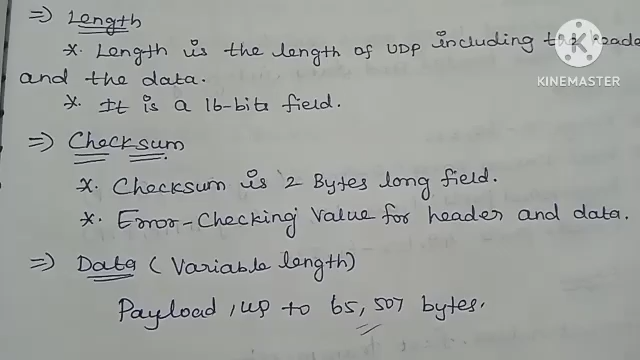 => Length
*. Length is the length of UDP including the heade
and the data.
*. It is a 16-bits field.
=> Checksum
*. Checksum is 2 Bytes long field.
*. Error-Checking Value for header and data.
=> Data (Variable length)
Payload, up to 65,507 bytes.
KINEMASTER